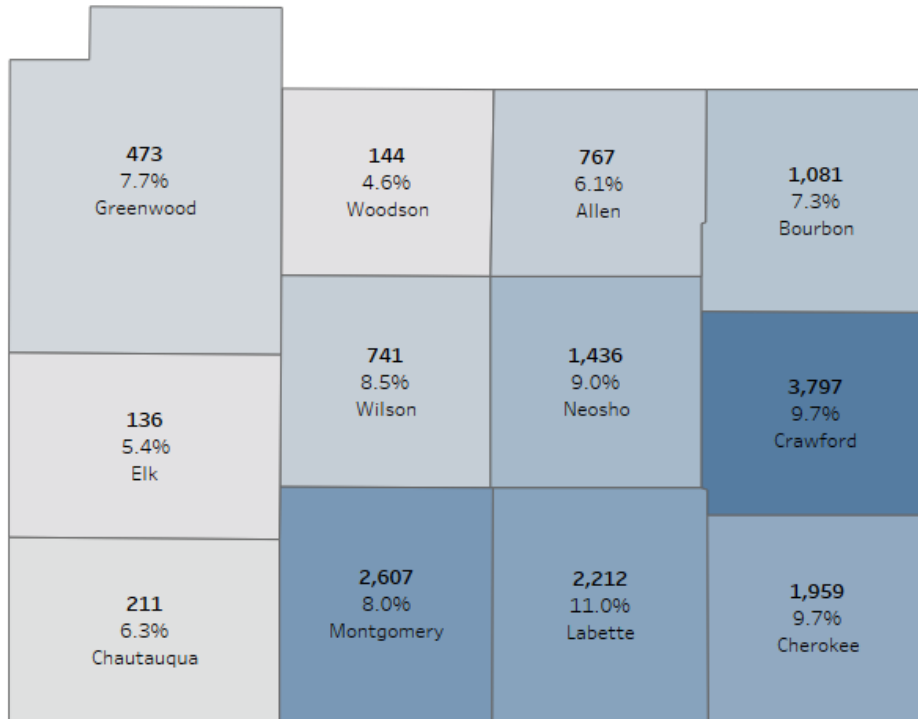 473
7.7%
Greenwood
144
4.6%
Woodson
767
6.1%
Allen
1,081
7.3%
Bourbon
741
8.5%
Wilson
1,436
9.0%
Neosho
3,797
9.7%
Crawford
136
5.4%
Elk
211
6.3%
Chautauqua
2,607
8.0%
Montgomery
2,212
11.0%
Labette
1,959
9.7%
Cherokee